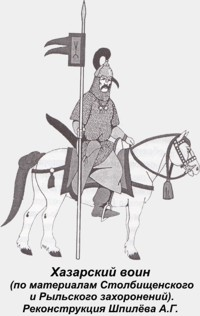 Хазарский воин
(по материалам Столбищенского
и Рыльского захоронений).
Реконструкция Шпилёва А.Г.